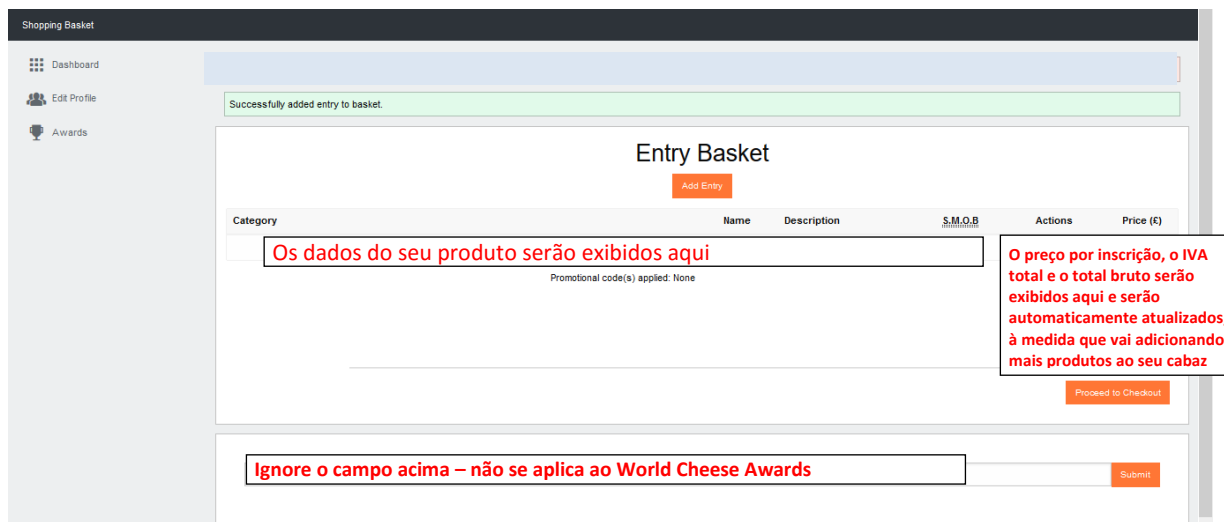 Shopping Basket
Dashboard
Edit Profile
Awards
Successfully added entry to basket.
Entry Basket
Add Entry
Category Name Description S.M.O.B Actions Price (£)
Os dados do seu produto serão exibidos aqui
O preço por inscrição, o IVA
total e o total bruto serão
exibidos aqui e serão
automaticamente atualizados,
à medida que vai adicionando
mais produtos ao seu cabaz
Promotional code(s) applied: None
Proceed to Checkout
Ignore o campo acima – não se aplica ao World Cheese Awards
Submit